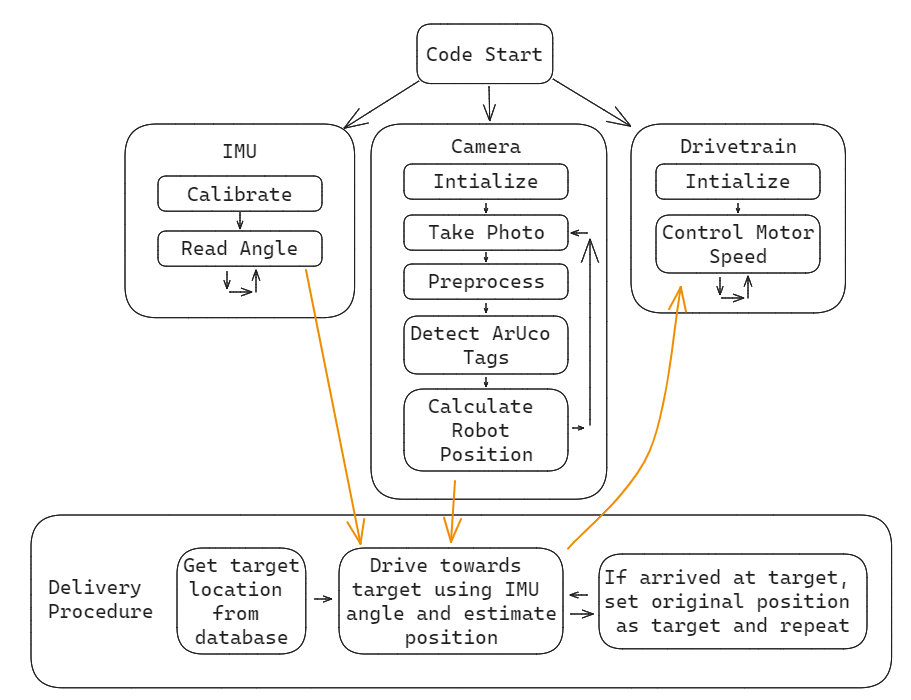 Code Start
IMU
Calibrate
Read Angle
Camera
Intialize
Take Photo
Preprocess
Detect ArUco
Tags
Calculate
Robot
Position
Drivetrain
Intialize
Control Motor
Speed
Delivery
Procedure
Get target
location
from
database
Drive towards
target using IMU
angle and estimate
position
If arrived at target,
set original position
as target and repeat